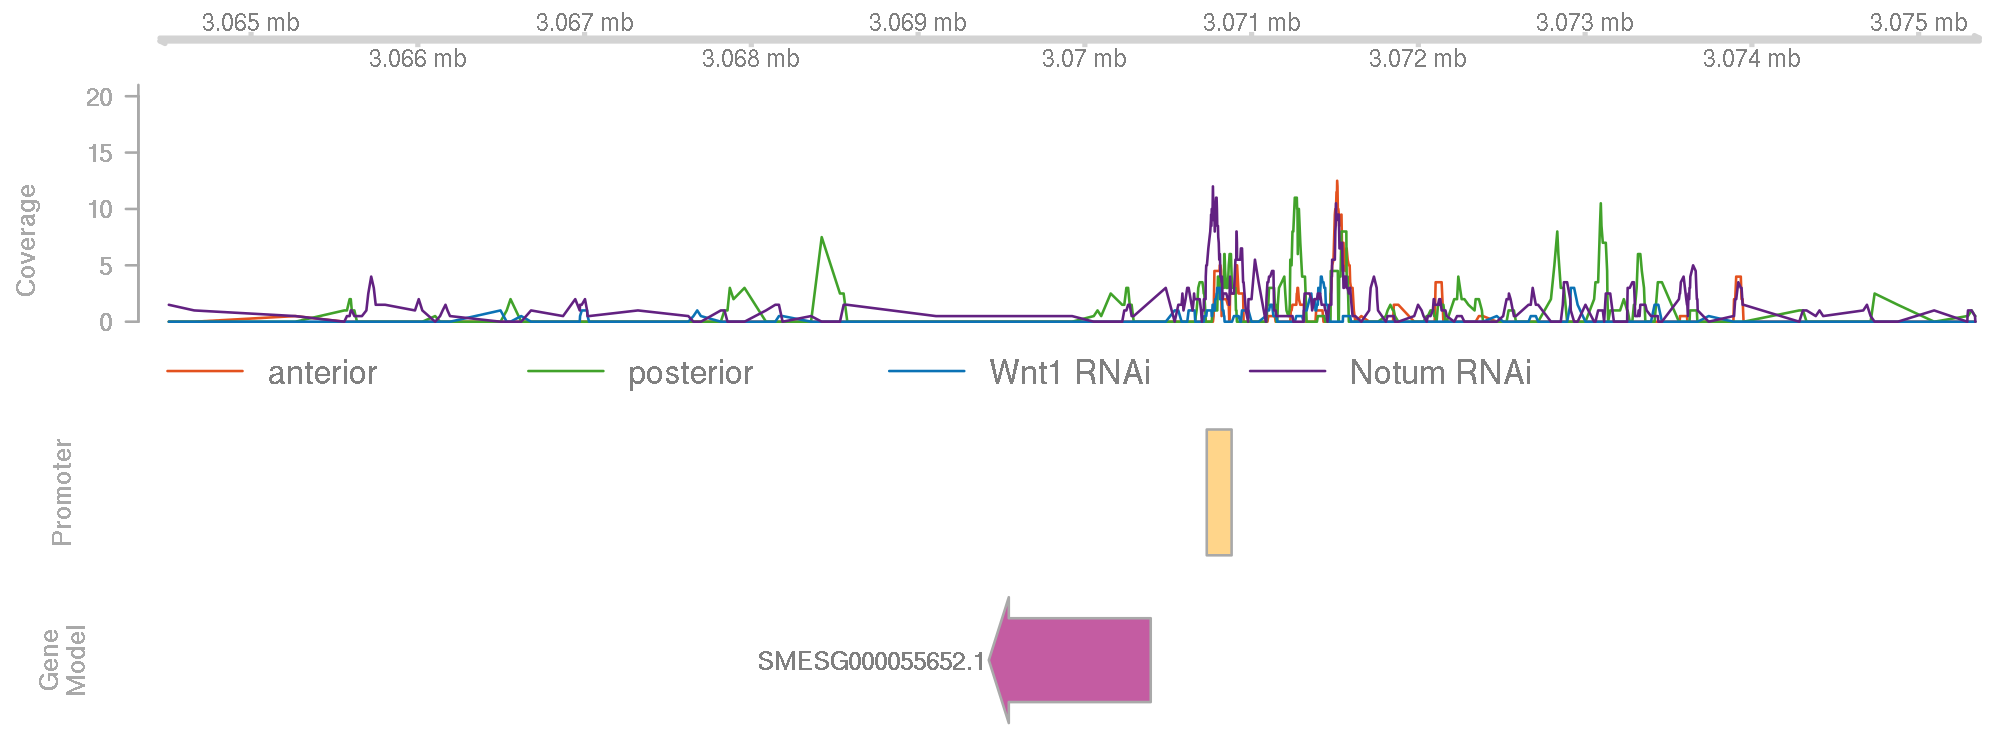 3.065 mb 3.067 mb 3.069 mb 3.071 mb 3.073 mb 3.075 mb
3.066 mb 3.068 mb 3.07 mb 3.072 mb 3.074 mb
20
15
10
5
0
Coverage
anterior posterior Wnt1 RNAi Notum RNAi
Promoter
Gene
Model
SMESG000055652.1